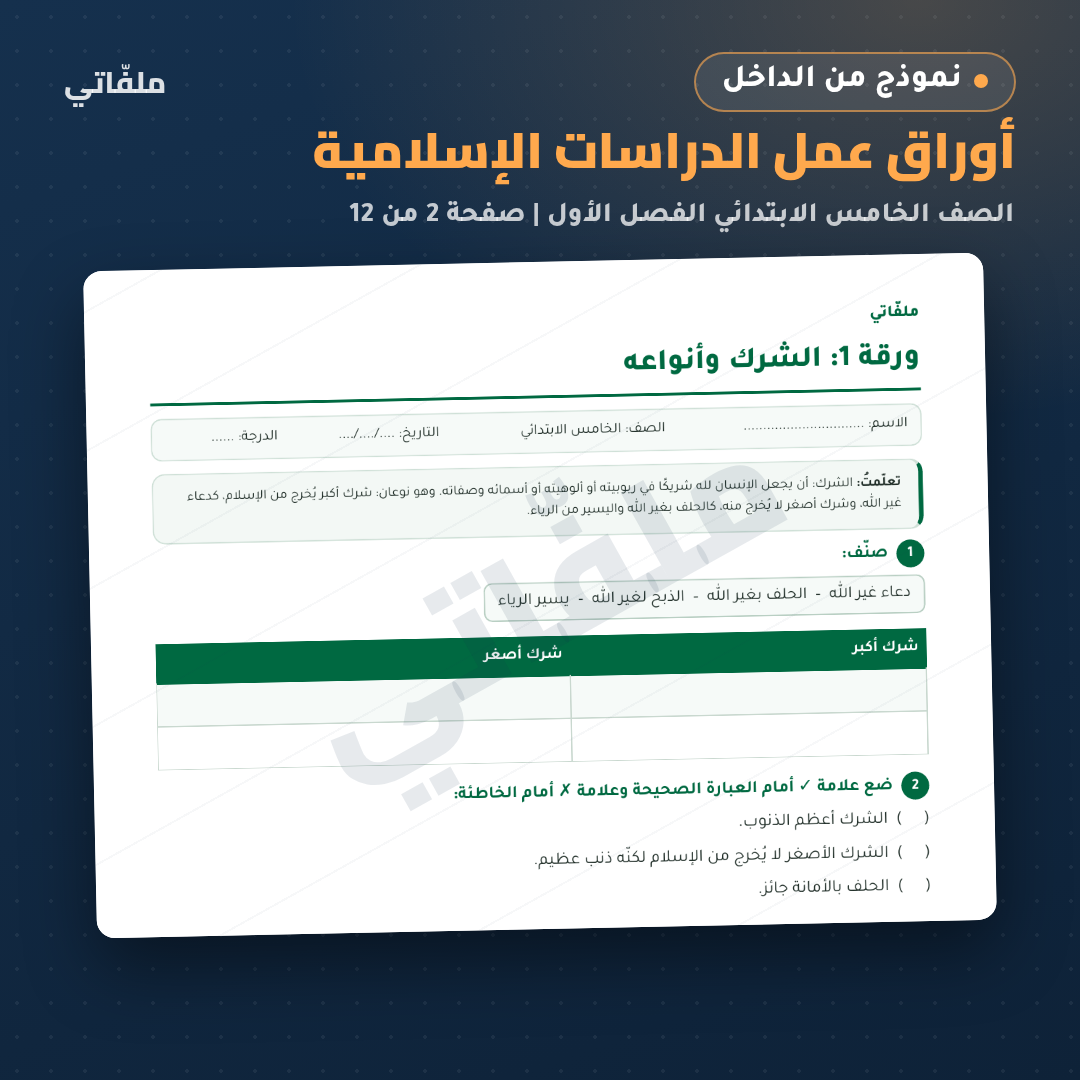 نموذج من الداخل
ملفّاتي
أوراق عمل الدراسات الإسلامية
الصف الخامس الابتدائي الفصل الأول | صفحة 2 من 12
ملفّاتي
ورقة 1: الشرك وأنواعه
الاسم: .............................. الصف: الخامس الابتدائي التاريخ: ..../..../.... الدرجة: ......
تعلّمتُ: الشرك: أن يجعل الإنسان لله شريكًا في ربوبيته أو ألوهيته أو أسمائه وصفاته. وهو نوعان: شرك أكبر يُخرج من الإسلام، كدعاء
غير الله، وشرك أصغر لا يُخرج منه، كالحلف بغير الله واليسير من الرياء.
1 صنّف:
دعاء غير الله - الحلف بغير الله - الذبح لغير الله - يسير الرياء
شرك أكبر شرك أصغر
2 ضع علامة ✓ أمام العبارة الصحيحة وعلامة ✗ أمام الخاطئة:
( ) الشرك أعظم الذنوب.
( ) الشرك الأصغر لا يُخرج من الإسلام لكنّه ذنب عظيم.
( ) الحلف بالأمانة جائز.
ملفّاتي